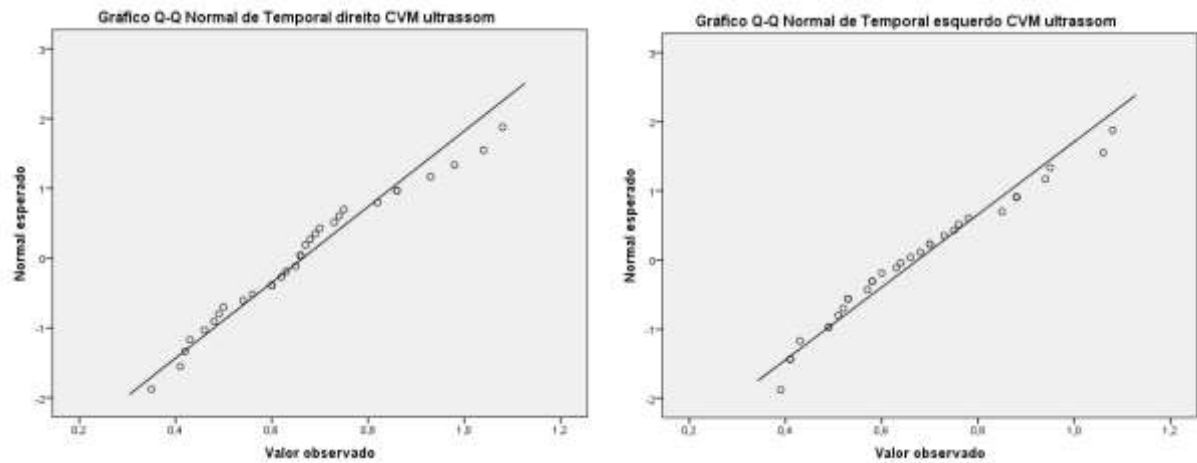 Gráfico Q-Q Normal de Temporal direito CVM ultrassom
Normal esperado
3
2
1
0
-1
-2
0,2 0,4 0,6 0,8 1,0 1,2
Valor observado
Gráfico Q-Q Normal de Temporal esquerdo CVM ultrassom
Normal esperado
3
2
1
0
-1
-2
0,2 0,4 0,6 0,8 1,0 1,2
Valor observado